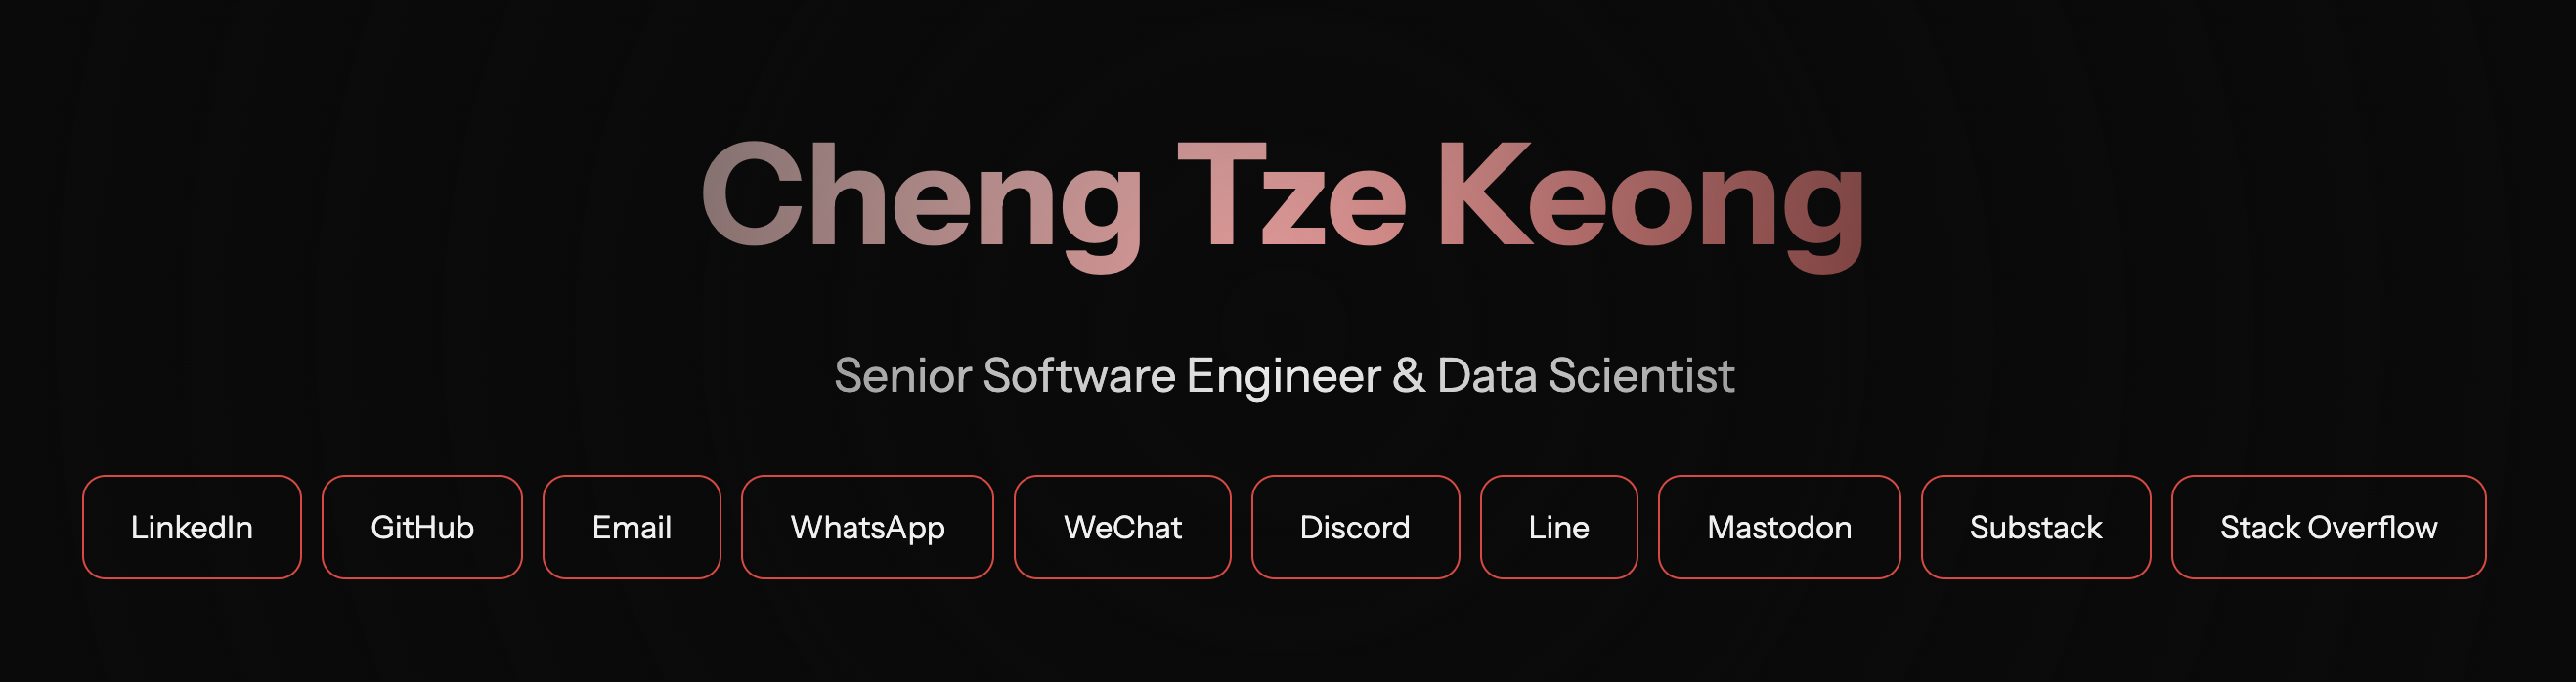 Cheng Tze Keong
Senior Software Engineer & Data Scientist
LinkedIn GitHub Email WhatsApp WeChat Discord Line Mastodon Substack Stack Overflow